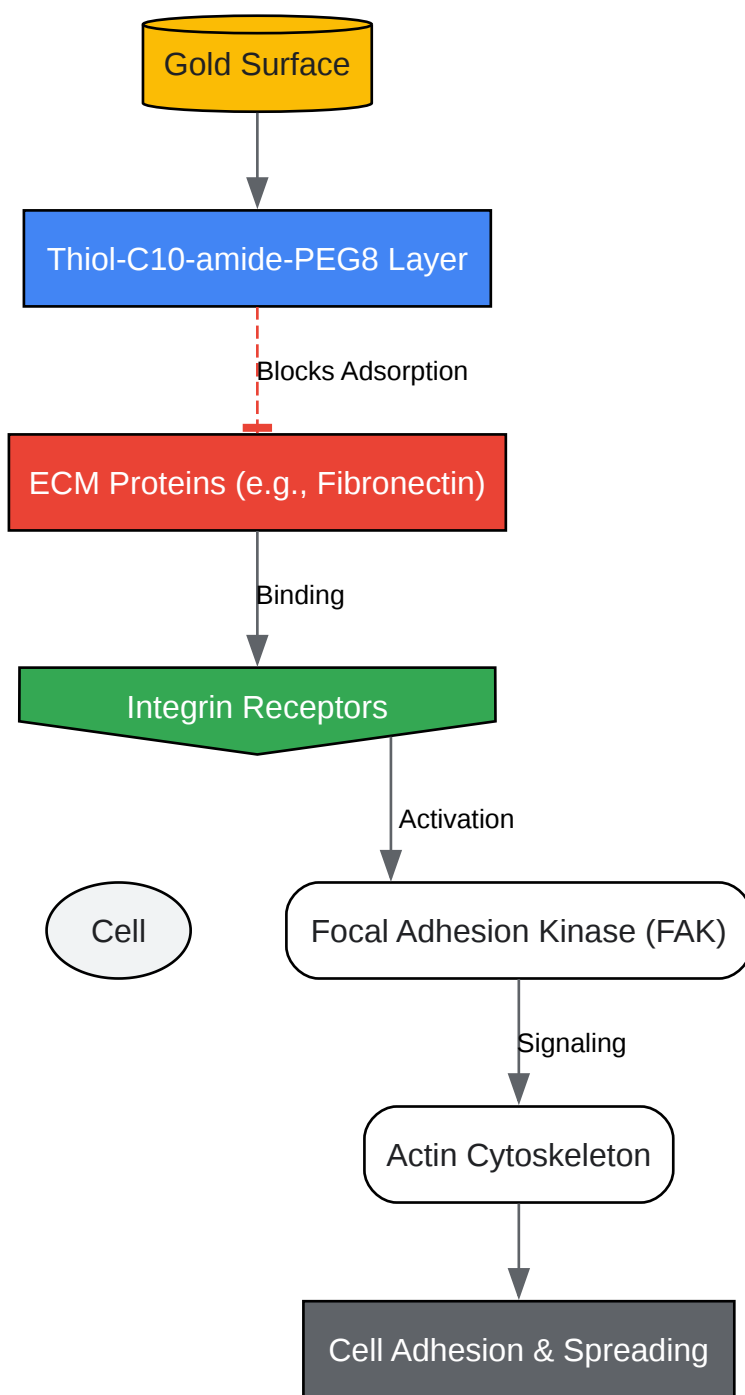 Gold Surface
Thiol-C10-amide-PEG8 Layer
Blocks Adsorption
ECM Proteins (e.g., Fibronectin)
Binding
Integrin Receptors
Activation
Cell
Focal Adhesion Kinase (FAK)
Signaling
Actin Cytoskeleton
Cell Adhesion & Spreading